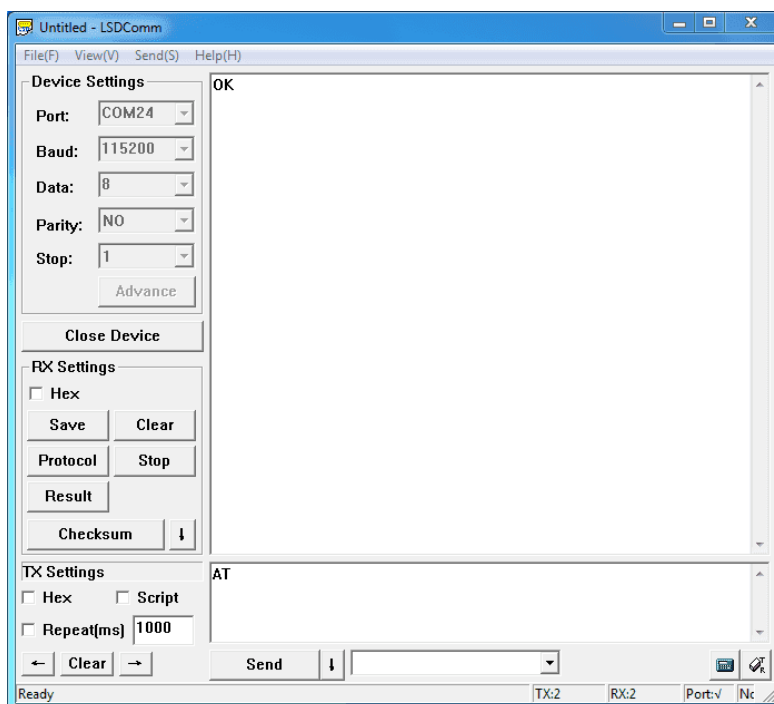 Untitled - LSDComm
File(F) View(V) Send(S) Help(H)
Device Settings
Port: COM24
Baud: 115200
Data: 8
Parity: NO
Stop: 1
Advance
Close Device
RX Settings
Hex
Save Clear
Protocol Stop
Result
Checksum
OK
TX Settings
Hex Script
Repeat(ms) 1000
Clear
AT
Send
Ready TX:2 RX:2 Port:√